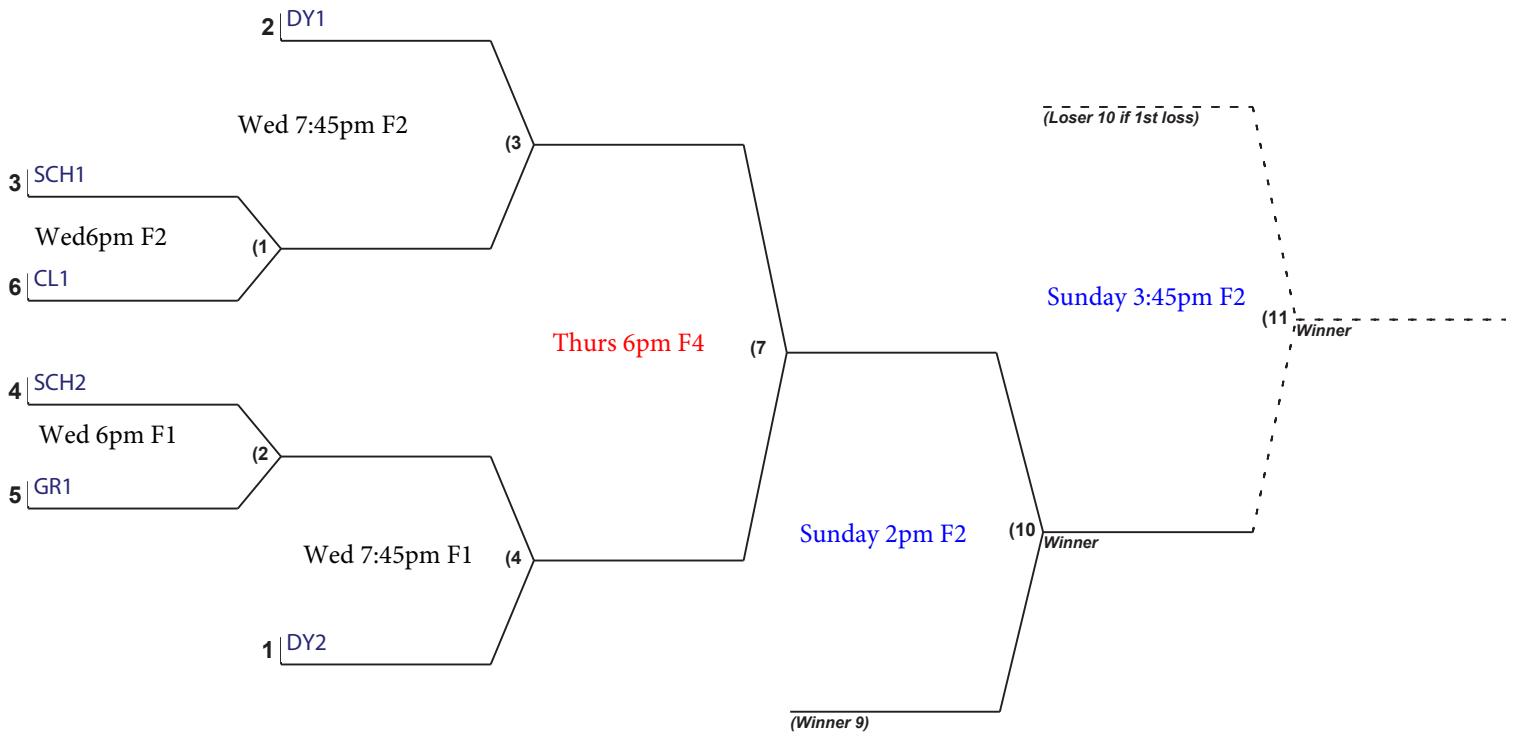 2 DY1
(Loser 10 if 1st loss)
Wed 7:45pm F2
(3
3 SCH1
Wed6pm F2
(1
6 CL1
Sunday 3:45pm F2
(11 Winner
Thurs 6pm F4
(7
4 SCH2
Wed 6pm F1
(2
5 GR1
Sunday 2pm F2
(10 Winner
Wed 7:45pm F1
(4
1 DY2
(Winner 9)